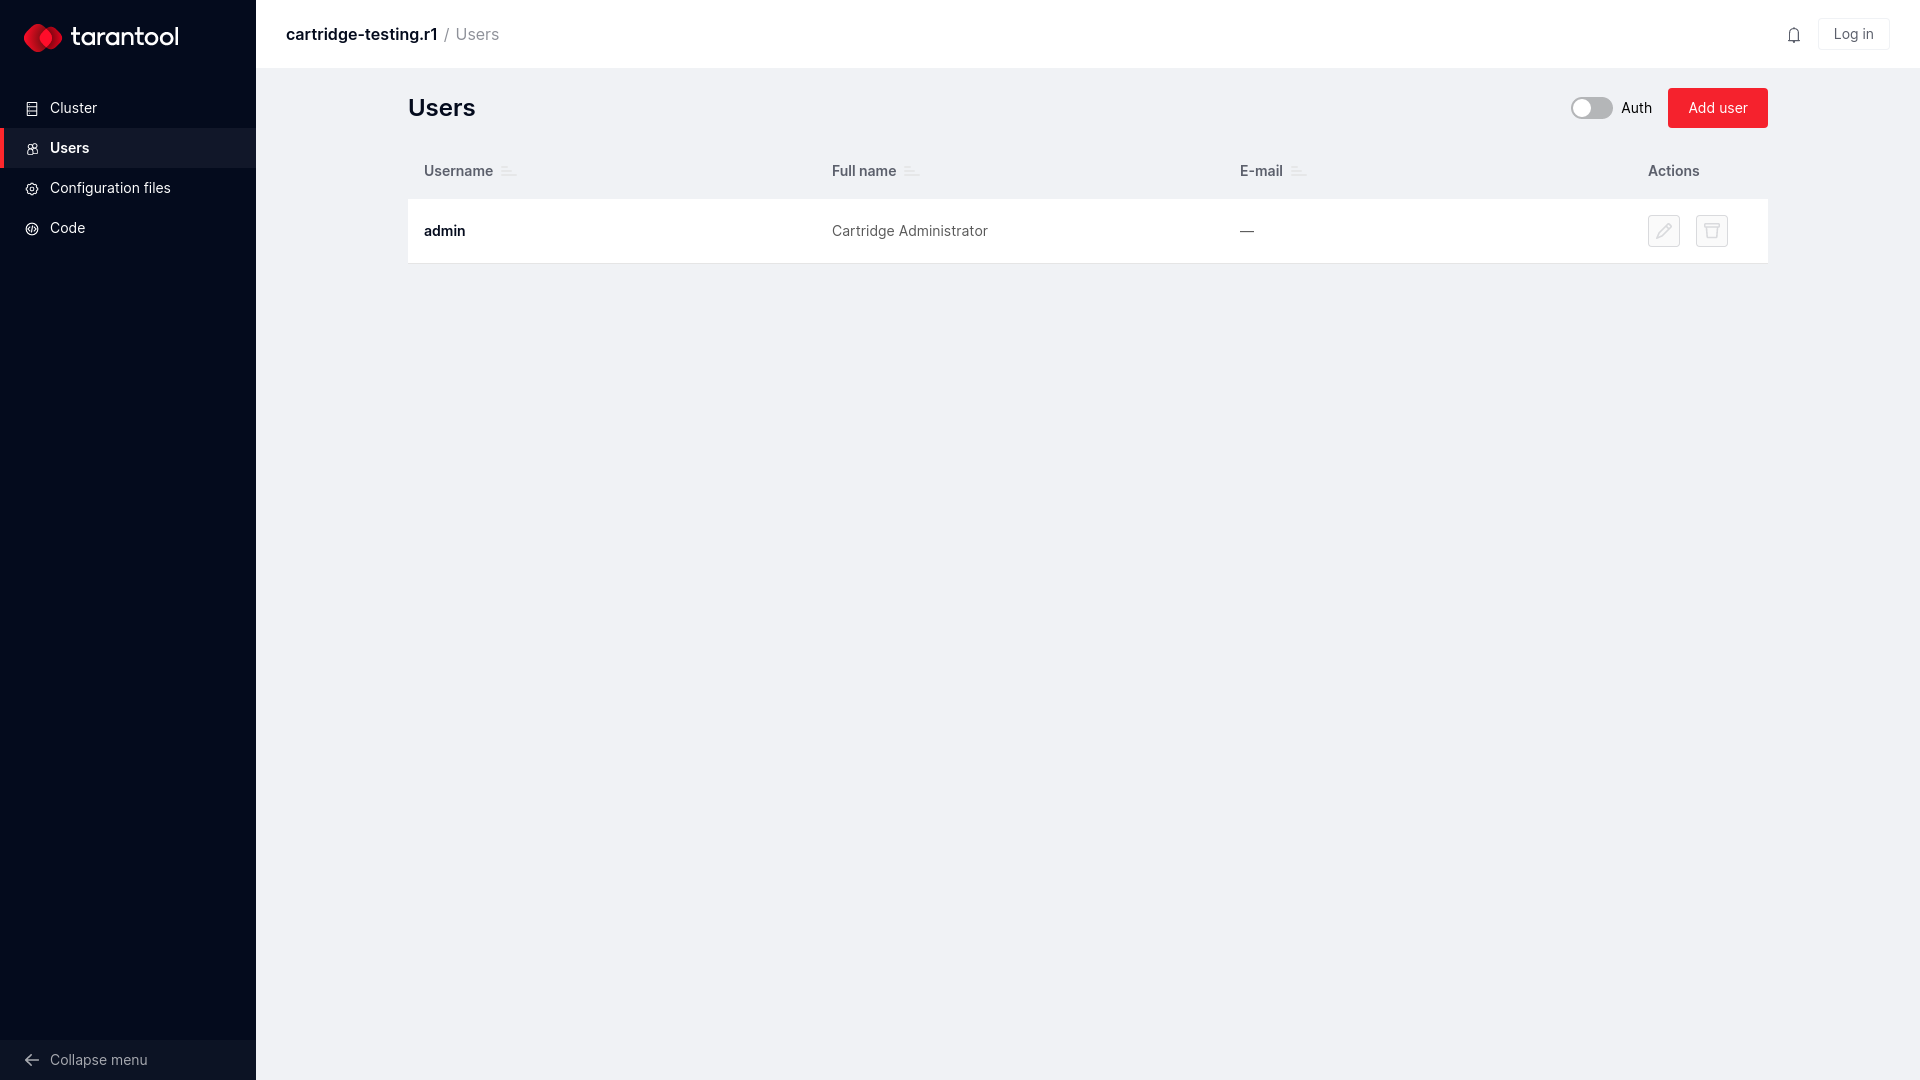 tarantool
Cluster
Users
Configuration files
Code
Collapse menu
cartridge-testing.r1 / Users
Log in
Users
Auth
Add user
Username Full name E-mail Actions
admin Cartridge Administrator —